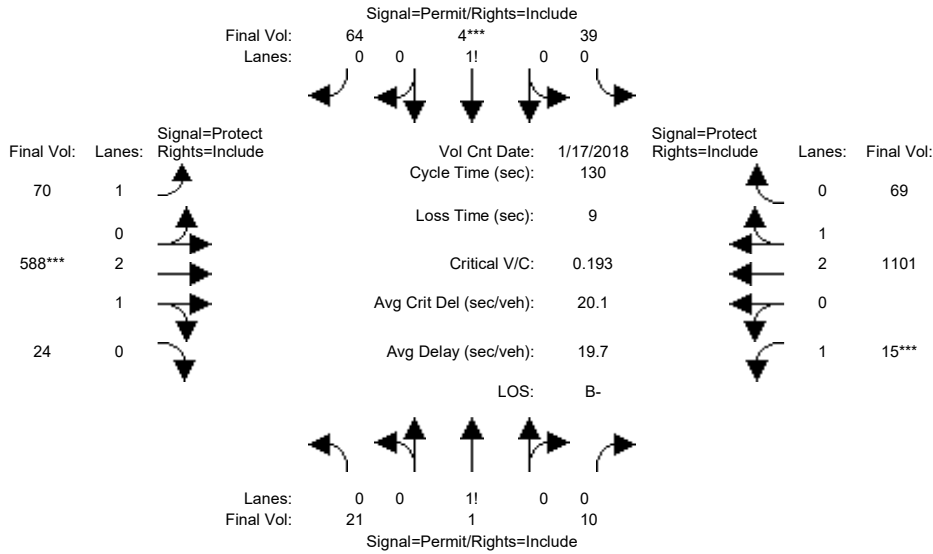 Signal=Permit/Rights=Include
Final Vol: 64 4*** 39
Lanes: 0 0 1! 0 0
Signal=Protect
Final Vol: Lanes: Rights=Include
Vol Cnt Date: 1/17/2018
Signal=Protect
Rights=Include Lanes: Final Vol:
Cycle Time (sec): 130
70 1
0 69
Loss Time (sec): 9
0
1
588*** 2
Critical V/C: 0.193
2 1101
1
Avg Crit Del (sec/veh): 20.1
0
24 0
Avg Delay (sec/veh): 19.7
1 15***
LOS: B-
Lanes: 0 0 1! 0 0
Final Vol: 21 1 10
Signal=Permit/Rights=Include